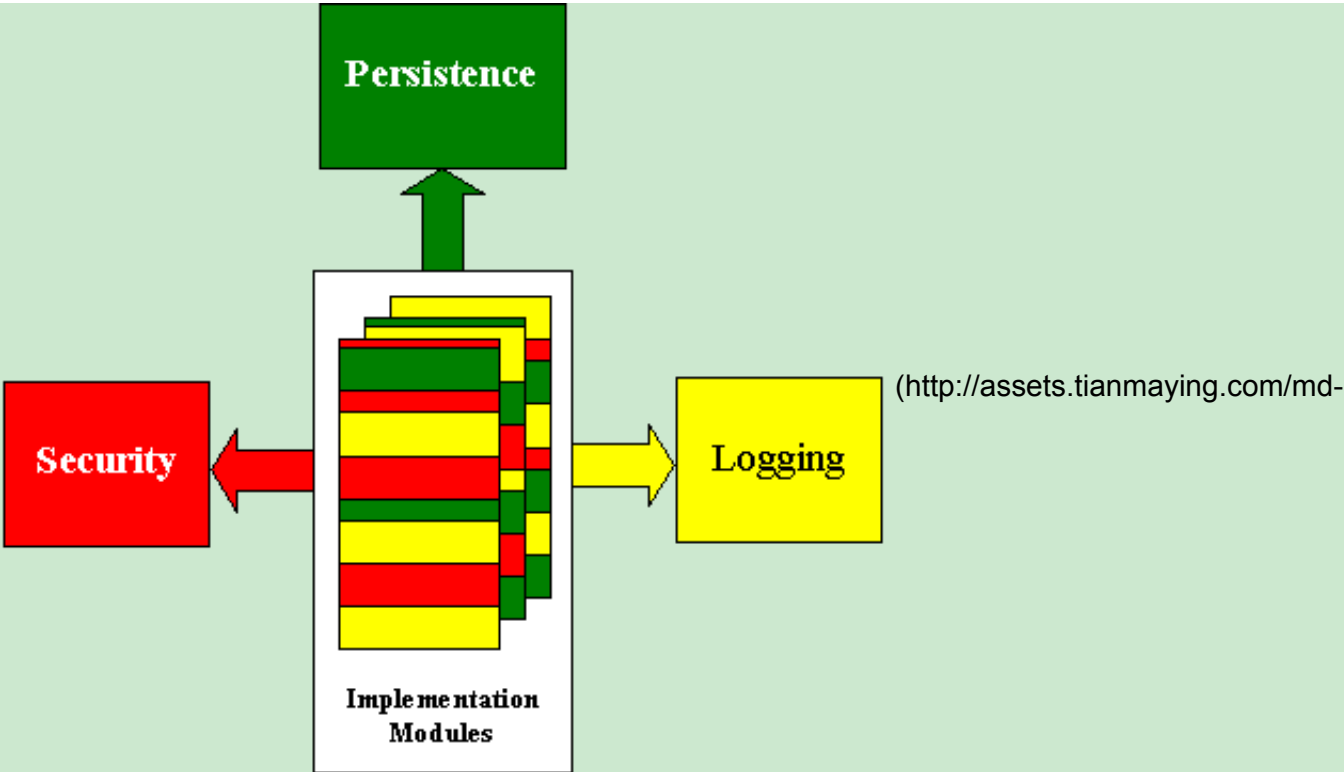 Persistence
(http://assets.tianmaying.com/md-
Security
Logging
Implementation
Modules